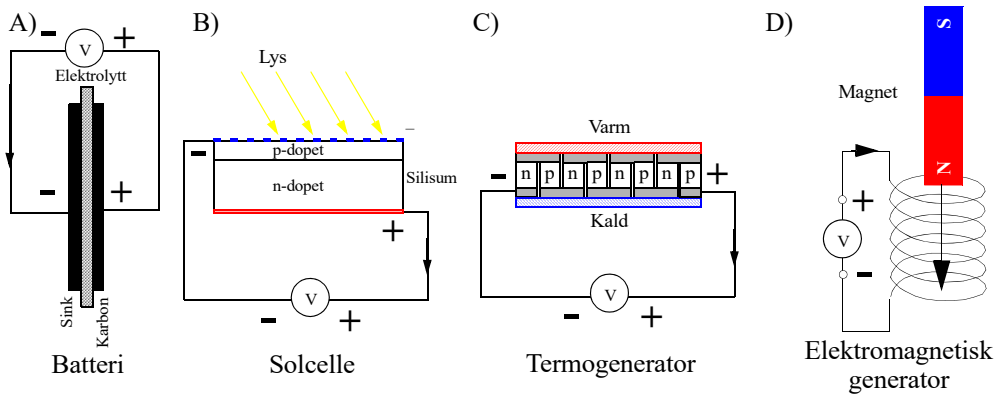 A)
- V +
Elektrolytt
- +
Sink
Karbon
Batteri
B)
Lys
–
- p-dopet
n-dopet
Silisum
+
V
- +
Solcelle
C)
Varm
- n p n p n p n p +
Kald
V
- +
Termogenerator
D)
S
Magnet
N
+
V
-
Elektromagnetisk
generator